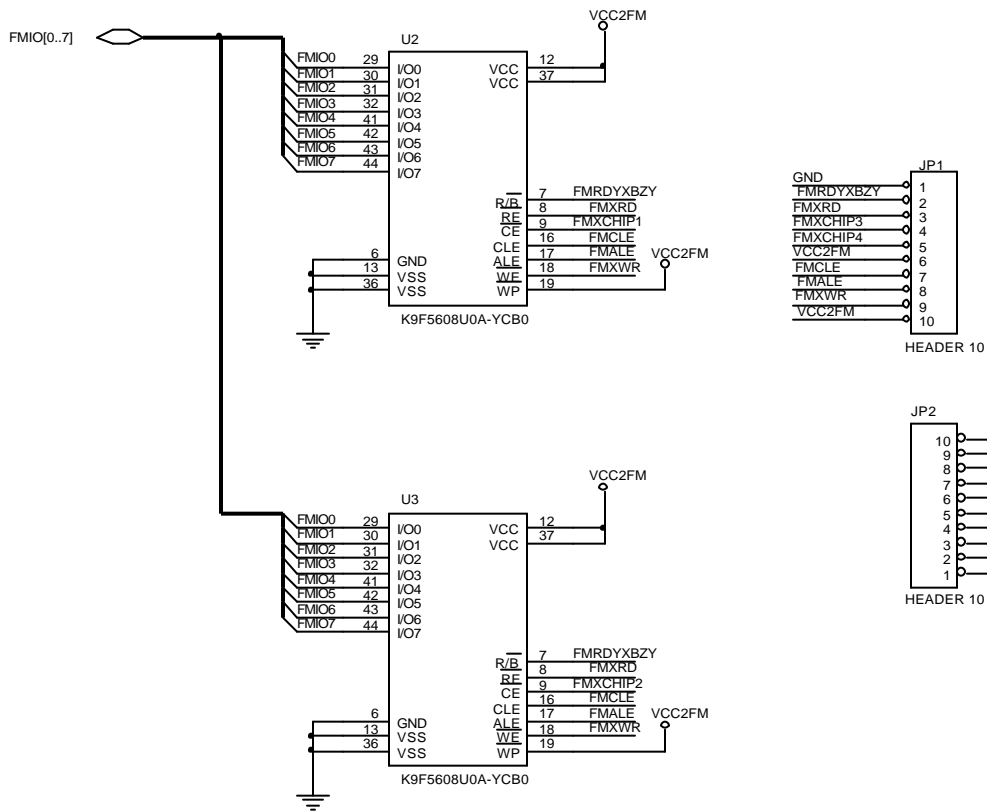 FMIO[0..7]
VCC2FM
U2
FMIO0 29 I/O0
FMIO1 30 I/O1
FMIO2 31 I/O2
FMIO3 32 I/O3
FMIO4 41 I/O4
FMIO5 42 I/O5
FMIO6 43 I/O6
FMIO7 44 I/O7
VCC 12
VCC 37
R/B 7 FMRDYXBZY
RE 8 FMXRD
CE 9 FMXCHIP1
CLE 16 FMCLE
ALE 17 FMALE
WE 18 FMXWR
WP 19
VCC2FM
6 GND
13 VSS
36 VSS
K9F5608U0A-YCB0
JP1
GND 1
FMRDYXBZY 2
FMXRD 3
FMXCHIP3 4
FMXCHIP4 5
VCC2FM 6
FMCLE 7
FMALE 8
FMXWR 9
VCC2FM 10
HEADER 10
JP2
10
9
8
7
6
5
4
3
2
1
HEADER 10
VCC2FM
U3
FMIO0 29 I/O0
FMIO1 30 I/O1
FMIO2 31 I/O2
FMIO3 32 I/O3
FMIO4 41 I/O4
FMIO5 42 I/O5
FMIO6 43 I/O6
FMIO7 44 I/O7
VCC 12
VCC 37
R/B 7 FMRDYXBZY
RE 8 FMXRD
CE 9 FMXCHIP2
CLE 16 FMCLE
ALE 17 FMALE
WE 18 FMXWR
WP 19
VCC2FM
6 GND
13 VSS
36 VSS
K9F5608U0A-YCB0